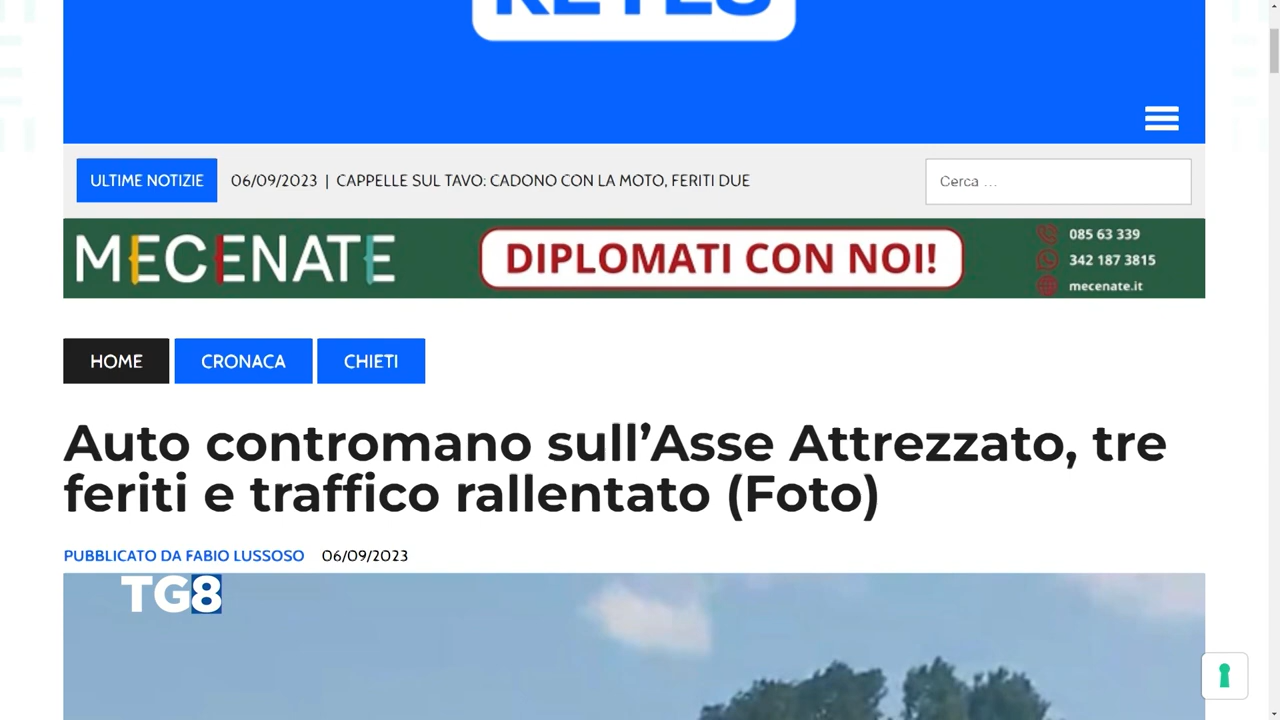 ULTIME NOTIZIE
06/09/2023 | CAPPELLE SUL TAVO: CADONO CON LA MOTO, FERITI DUE
Cerca …
MECENATE
DIPLOMATI CON NOI!
085 63 339
342 187 3815
mecenate.it
HOME
CRONACA
CHIETI
Auto contromano sull’Asse Attrezzato, tre
feriti e traffico rallentato (Foto)
PUBBLICATO DA FABIO LUSSOSO 06/09/2023
TG8